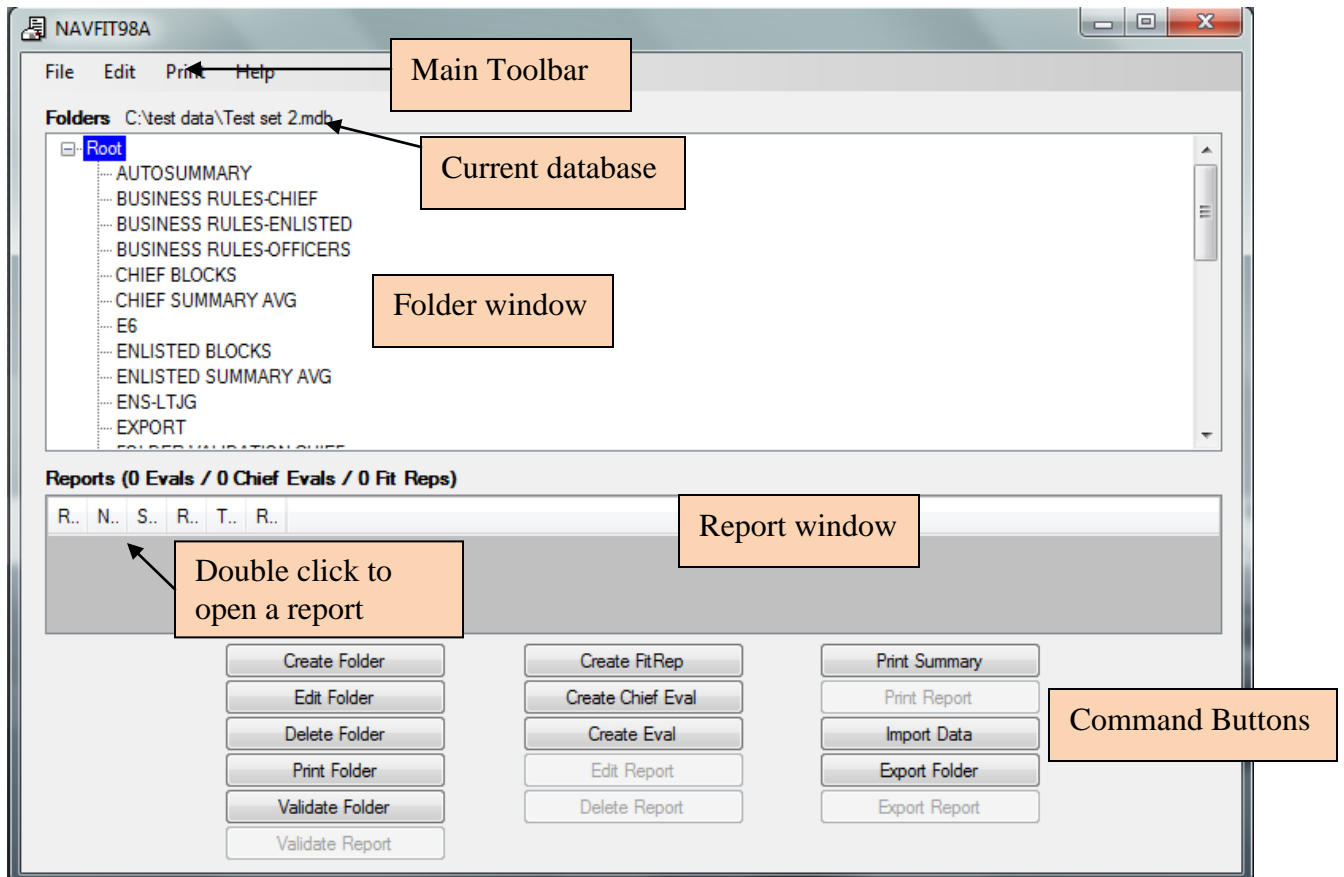 NAVFIT98A
File Edit Print Help
Main Toolbar
Folders C:\test data\Test set 2.mdb
Current database
Root
AUTOSUMMARY
BUSINESS RULES-CHIEF
BUSINESS RULES-ENLISTED
BUSINESS RULES-OFFICERS
CHIEF BLOCKS
CHIEF SUMMARY AVG
E6
ENLISTED BLOCKS
ENLISTED SUMMARY AVG
ENS-LTJG
EXPORT
FOLDER VALIDATION CHIEF
Folder window
Reports (0 Evals / 0 Chief Evals / 0 Fit Reps)
R.. N.. S.. R.. T.. R..
Report window
Double click to
open a report
Create Folder Create FitRep Print Summary
Edit Folder Create Chief Eval Print Report
Delete Folder Create Eval Import Data
Print Folder Edit Report Export Folder
Validate Folder Delete Report Export Report
Validate Report
Command Buttons